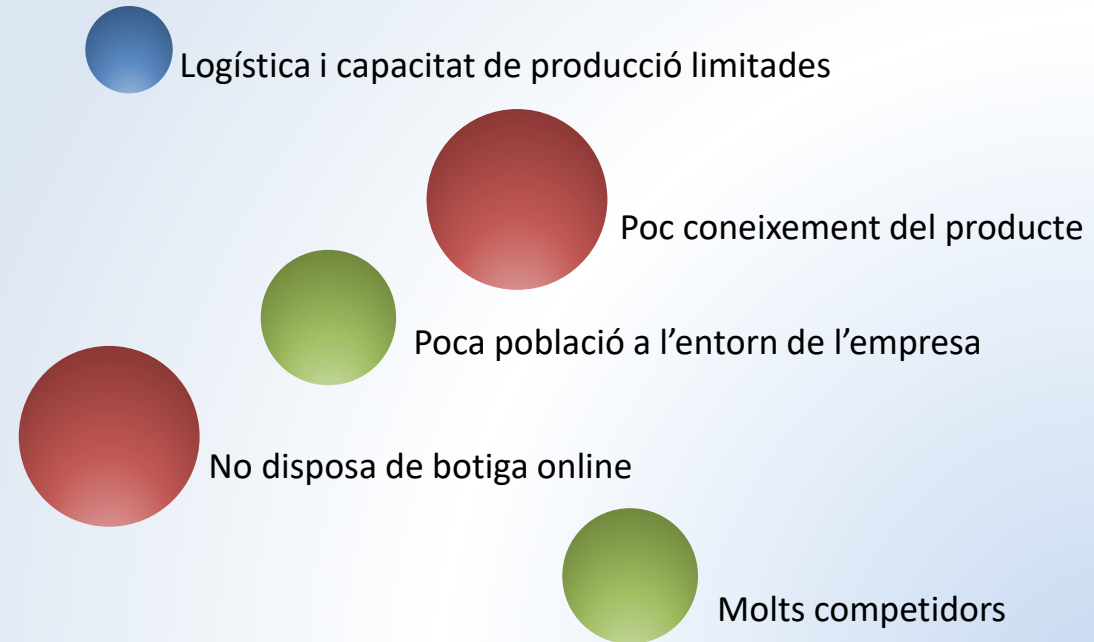 Logística i capacitat de producció limitades
Poc coneixement del producte
Poca població a l’entorn de l’empresa
No disposa de botiga online
Molts competidors